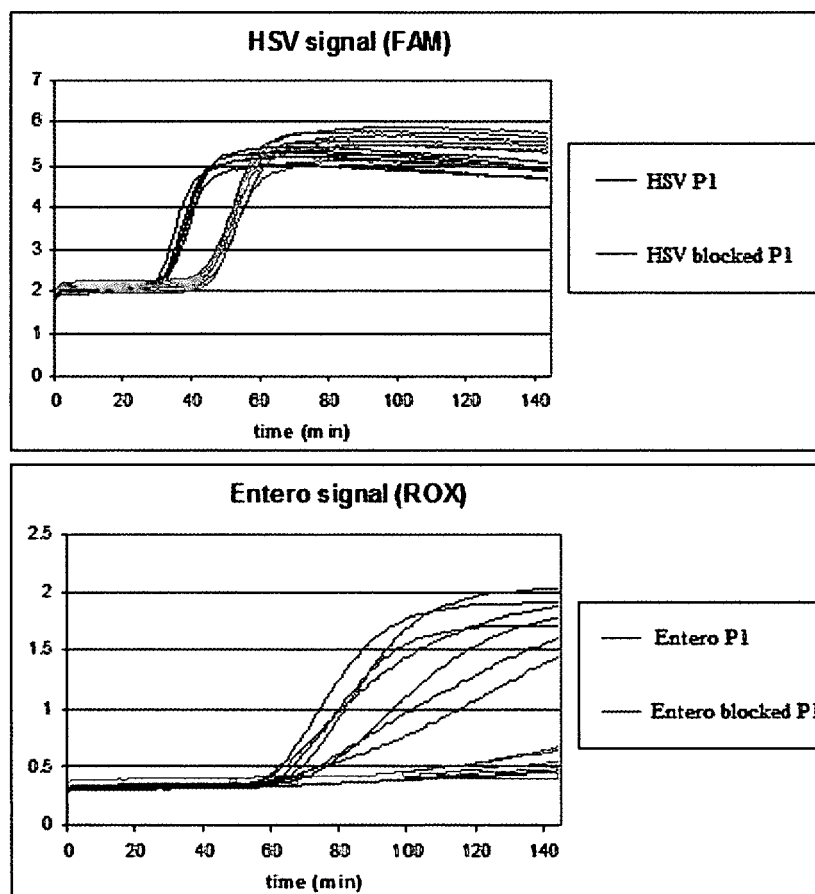 HSV signal (FAM)
7
6
5
4
3
2
1
0
0 20 40 60 80 100 120 140
time (min)
HSV P1
HSV blocked P1
Entero signal (ROX)
2.5
2
1.5
1
0.5
0
0 20 40 60 80 100 120 140
time (min)
Entero P1
Entero blocked P1